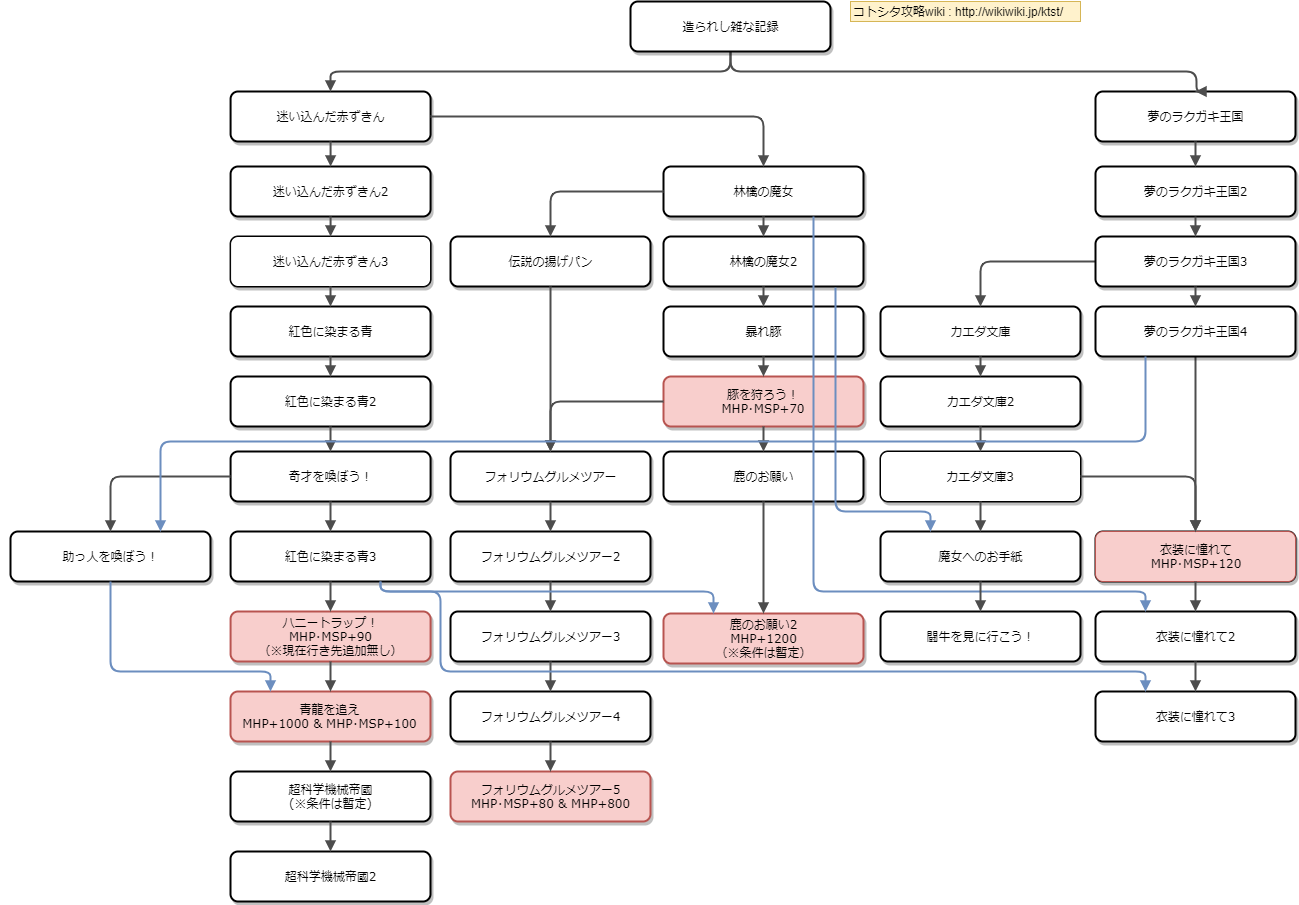 造られし雑な記録
コトシタ攻略wiki : http://wikiwiki.jp/ktst/
迷い込んだ赤ずきん
夢のラクガキ王国
迷い込んだ赤ずきん2
林檎の魔女
夢のラクガキ王国2
迷い込んだ赤ずきん3
伝説の揚げパン
林檎の魔女2
夢のラクガキ王国3
紅色に染まる青
暴れ豚
カエダ文庫
夢のラクガキ王国4
紅色に染まる青2
豚を狩ろう！
MHP･MSP+70
カエダ文庫2
奇才を喚ぼう！
フォリウムグルメツアー
鹿のお願い
カエダ文庫3
助っ人を喚ぼう！
紅色に染まる青3
フォリウムグルメツアー2
魔女へのお手紙
衣装に憧れて
MHP･MSP+120
ハニートラップ！
MHP･MSP+90
（※現在行き先追加無し）
フォリウムグルメツアー3
鹿のお願い2
MHP+1200
（※条件は暫定）
闘牛を見に行こう！
衣装に憧れて2
青龍を追え
MHP+1000 & MHP･MSP+100
フォリウムグルメツアー4
衣装に憧れて3
超科学機械帝國
（※条件は暫定）
フォリウムグルメツアー5
MHP･MSP+80 & MHP+800
超科学機械帝國2